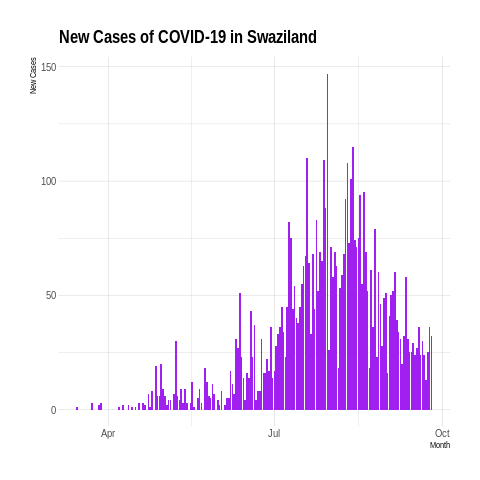 New Cases of COVID-19 in Swaziland
New Cases
150
100
50
0
Apr
Jul
Oct
Month